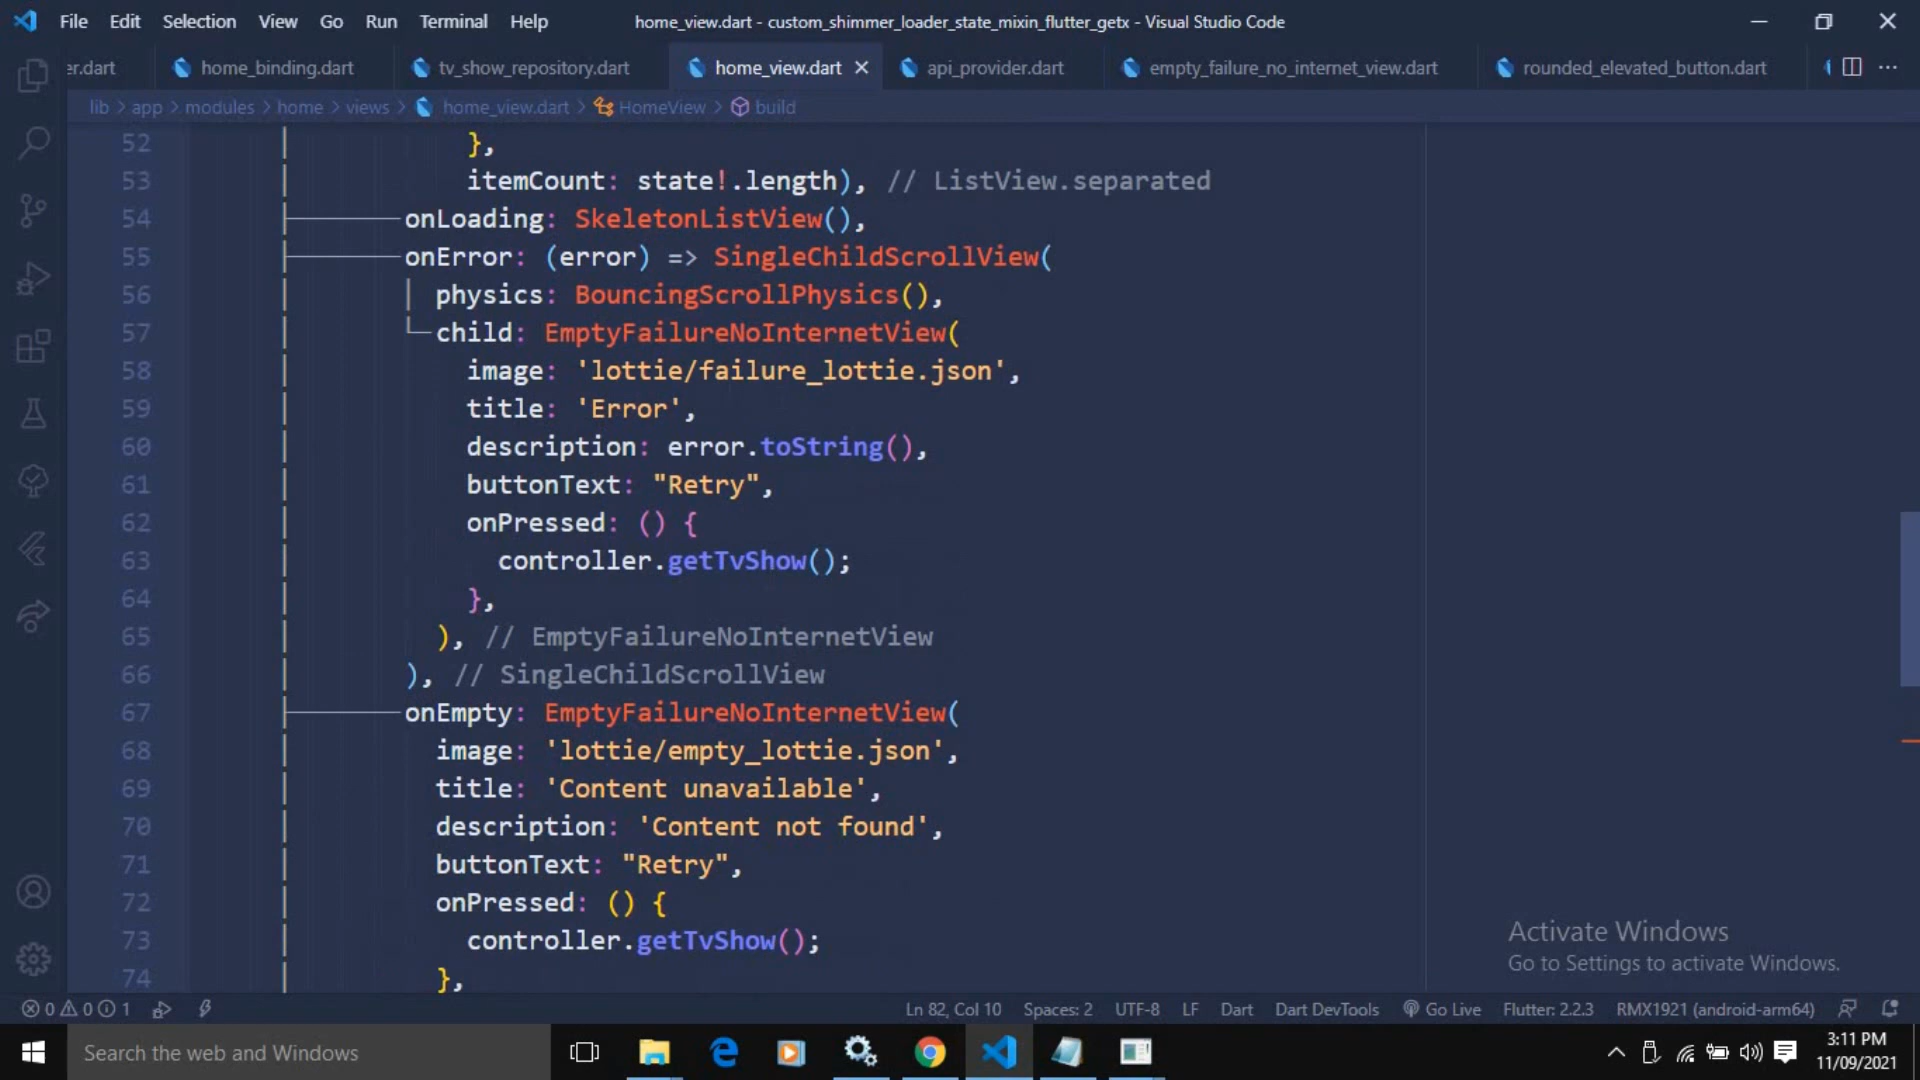 File Edit Selection View Go Run Terminal Help home_view.dart - custom_shimmer_loader_state_mixin_flutter_getx - Visual Studio Code
er.dart home_binding.dart tv_show_repository.dart home_view.dart api_provider.dart empty_failure_no_internet_view.dart rounded_elevated_button.dart
lib > app > modules > home > views > home_view.dart > HomeView > build
52 },
53 itemCount: state!.length), // ListView.separated
54 onLoading: SkeletonListView(),
55 onError: (error) => SingleChildScrollView(
56 physics: BouncingScrollPhysics(),
57 child: EmptyFailureNoInternetView(
58 image: 'lottie/failure_lottie.json',
59 title: 'Error',
60 description: error.toString(),
61 buttonText: "Retry",
62 onPressed: () {
63 controller.getTvShow();
64 },
65 ), // EmptyFailureNoInternetView
66 ), // SingleChildScrollView
67 onEmpty: EmptyFailureNoInternetView(
68 image: 'lottie/empty_lottie.json',
69 title: 'Content unavailable',
70 description: 'Content not found',
71 buttonText: "Retry",
72 onPressed: () {
73 controller.getTvShow();
74 },
Activate Windows
Go to Settings to activate Windows.
0 0 1 Ln 82, Col 10 Spaces: 2 UTF-8 LF Dart Dart DevTools Go Live Flutter: 2.2.3 RMX1921 (android-arm64)
Search the web and Windows
3:11 PM
11/09/2021